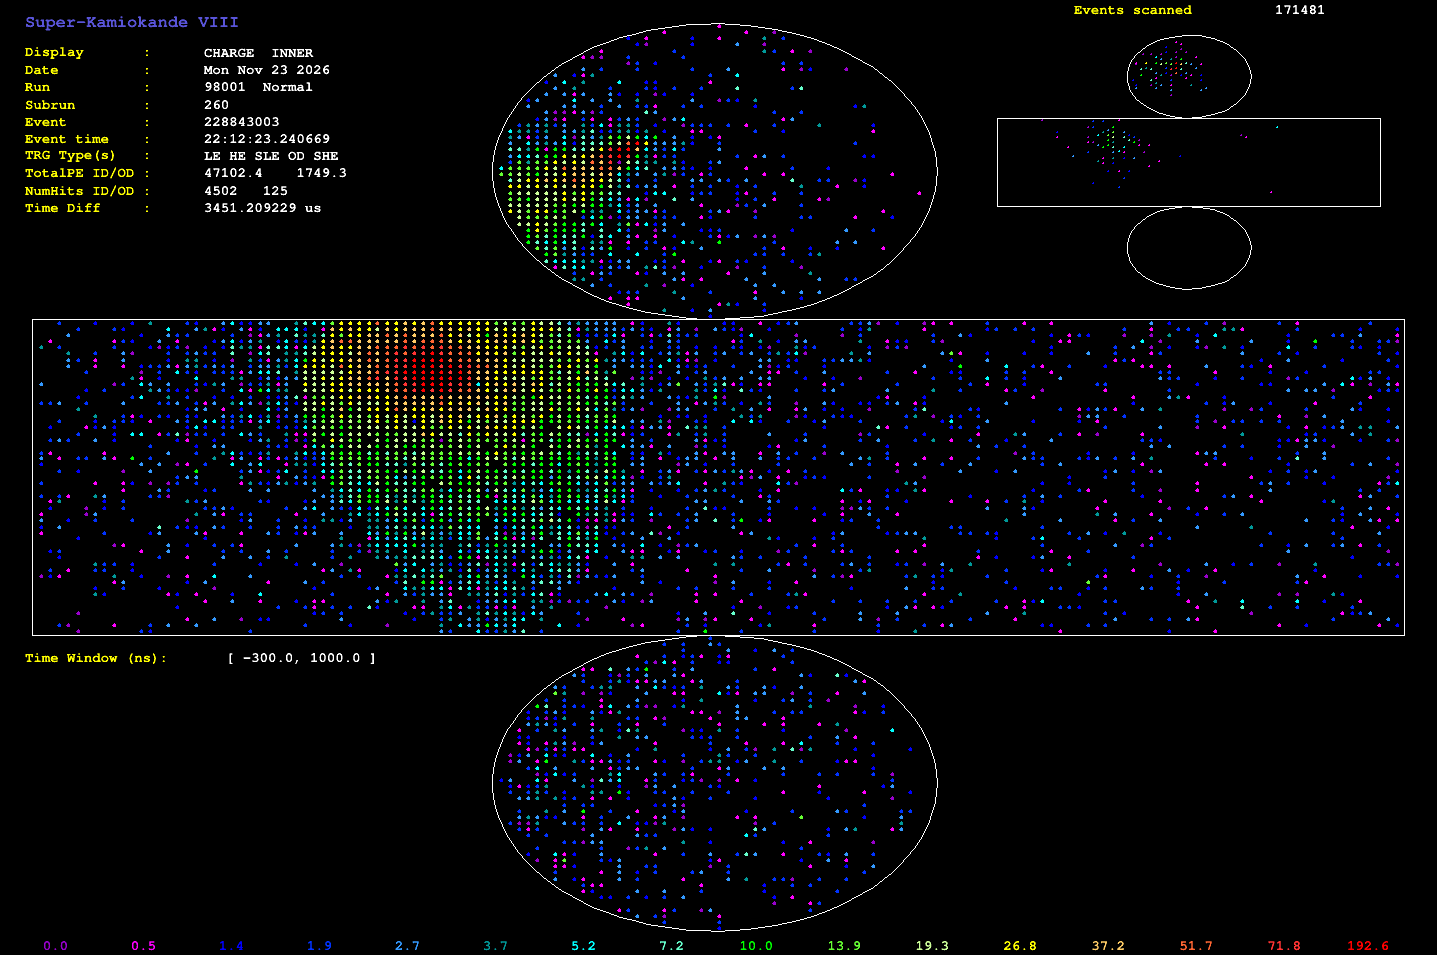 Super-Kamiokande VIII
Events scanned 171481
Display : CHARGE INNER
Date : Mon Nov 23 2026
Run : 98001 Normal
Subrun : 260
Event : 228843003
Event time : 22:12:23.240669
TRG Type(s) : LE HE SLE OD SHE
TotalPE ID/OD : 47102.4 1749.3
NumHits ID/OD : 4502 125
Time Diff : 3451.209229 us
Time Window (ns): [ -300.0, 1000.0 ]
0.0 0.5 1.4 1.9 2.7 3.7 5.2 7.2 10.0 13.9 19.3 26.8 37.2 51.7 71.8 192.6